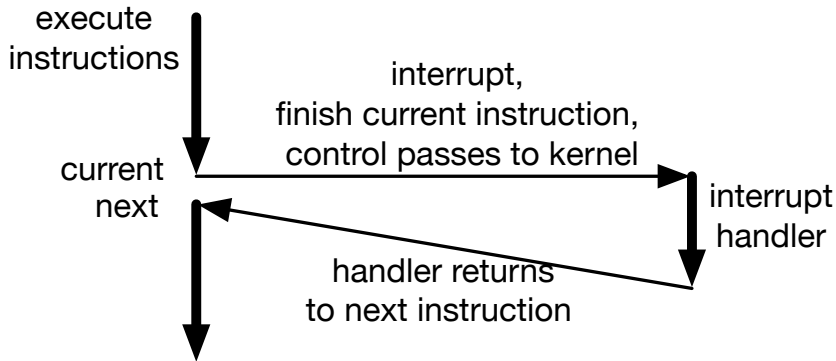 execute
instructions
interrupt,
finish current instruction,
control passes to kernel
current
next
interrupt
handler
handler returns
to next instruction